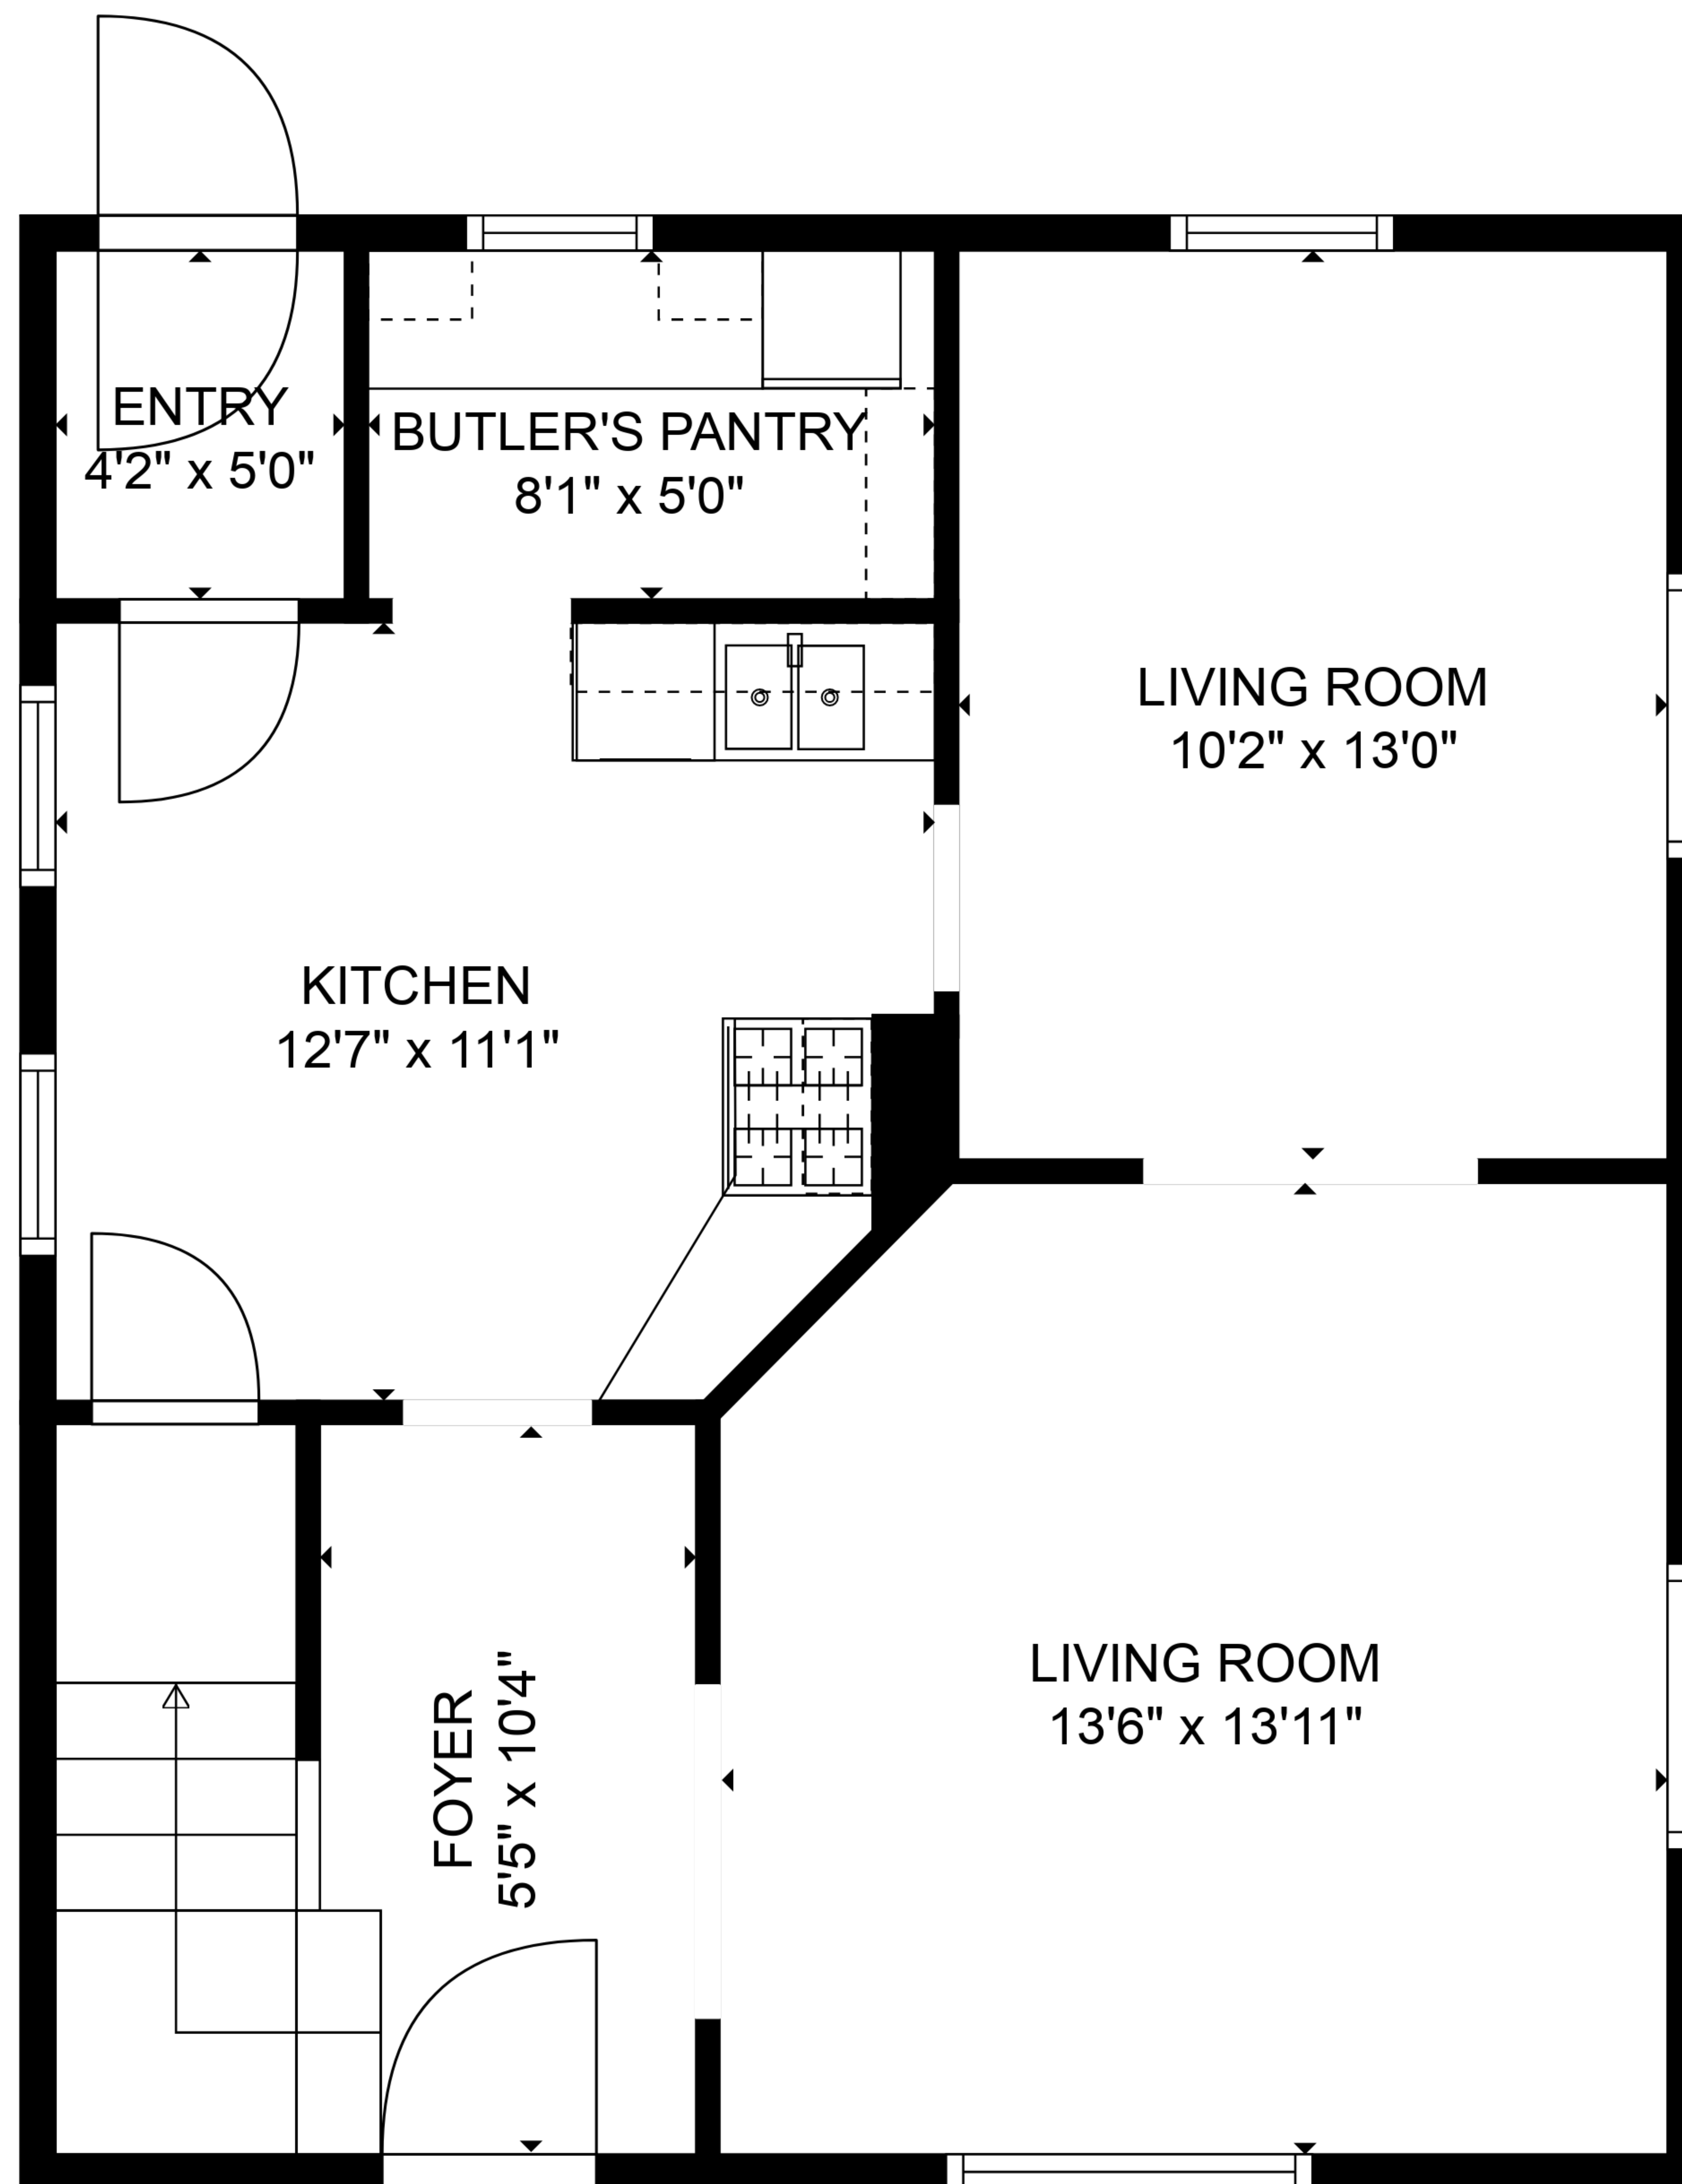 ENTRY
4'2" x 5'0"
BUTLER'S PANTRY
8'1" x 5'0"
LIVING ROOM
10'2" x 13'0"
KITCHEN
12'7" x 11'1"
LIVING ROOM
13'6" x 13'11"
FOYER
5'5" x 10'4"